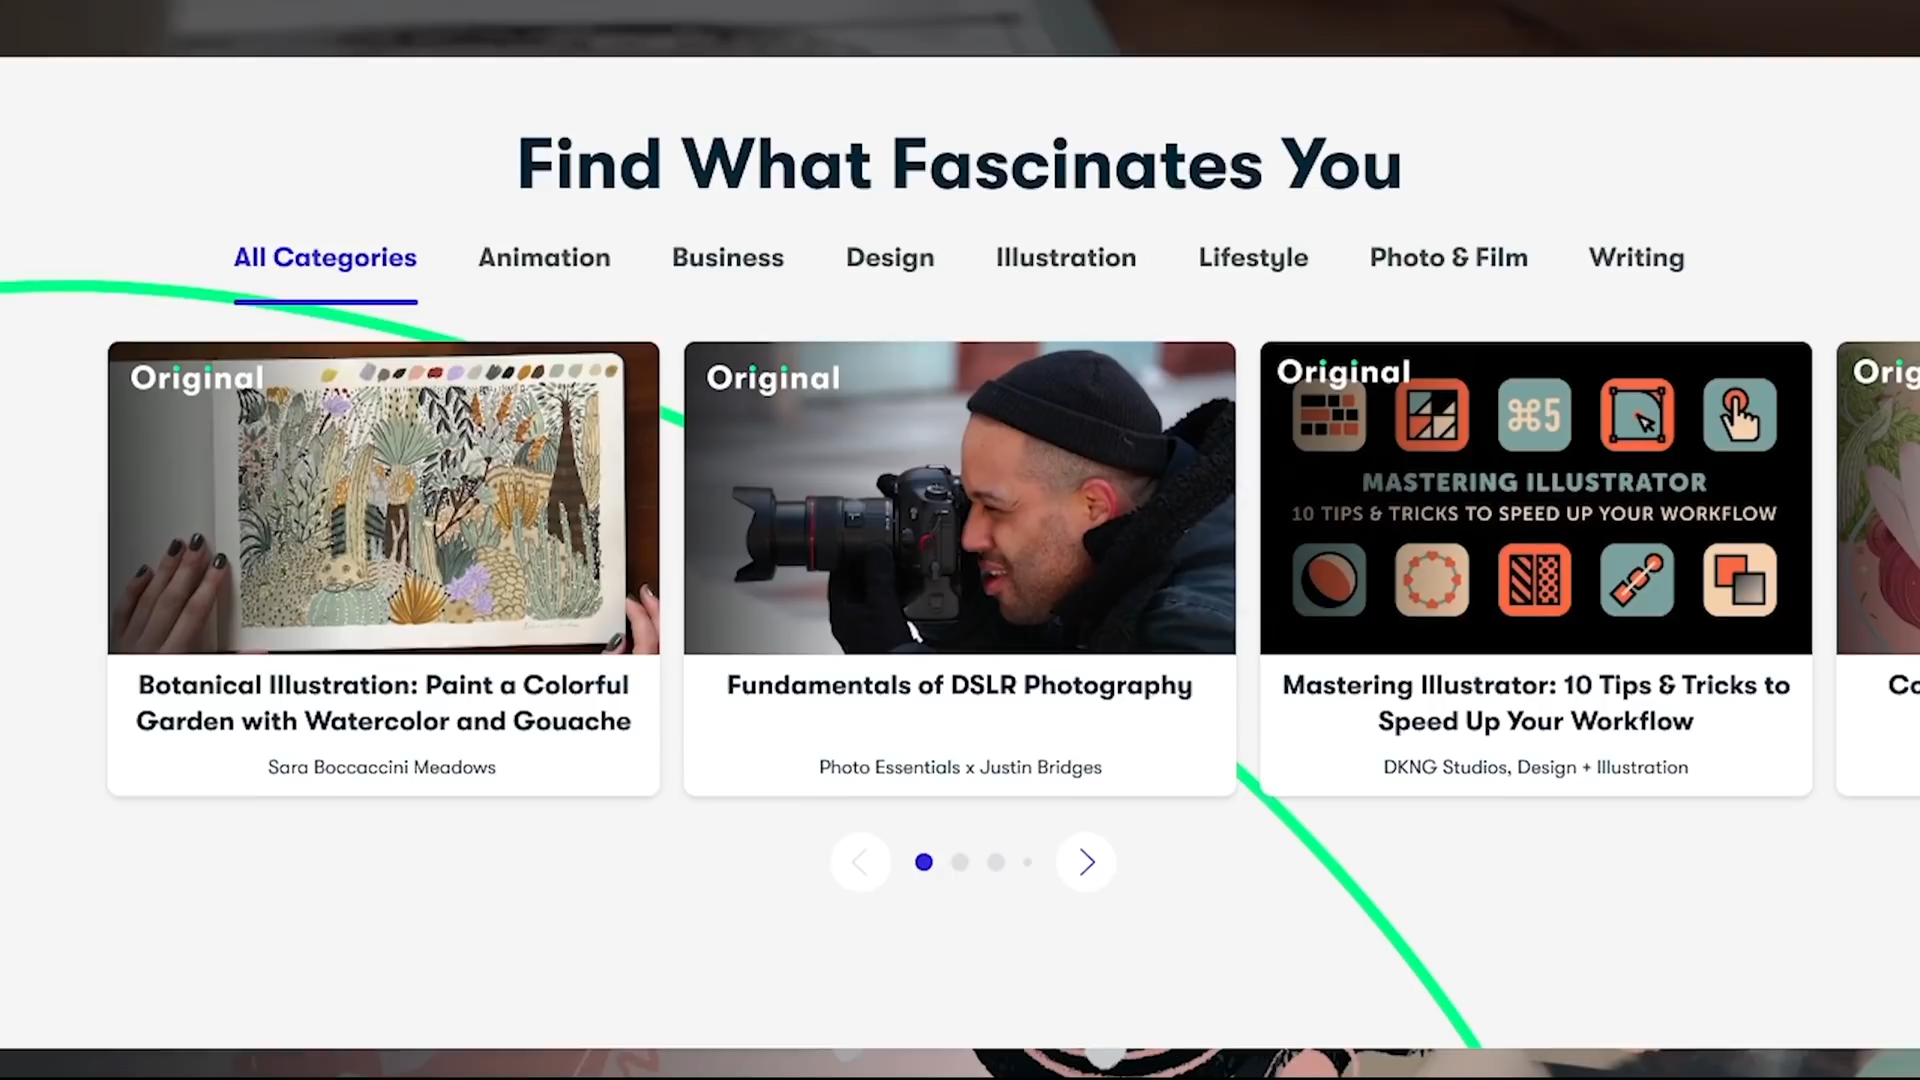 Find What Fascinates You
All Categories Animation Business Design Illustration Lifestyle Photo & Film Writing
Original
Original
Original
⌘5
MASTERING ILLUSTRATOR
10 TIPS & TRICKS TO SPEED UP YOUR WORKFLOW
Botanical Illustration: Paint a Colorful
Garden with Watercolor and Gouache
Sara Boccaccini Meadows
Fundamentals of DSLR Photography
Photo Essentials x Justin Bridges
Mastering Illustrator: 10 Tips & Tricks to
Speed Up Your Workflow
DKNG Studios, Design + Illustration